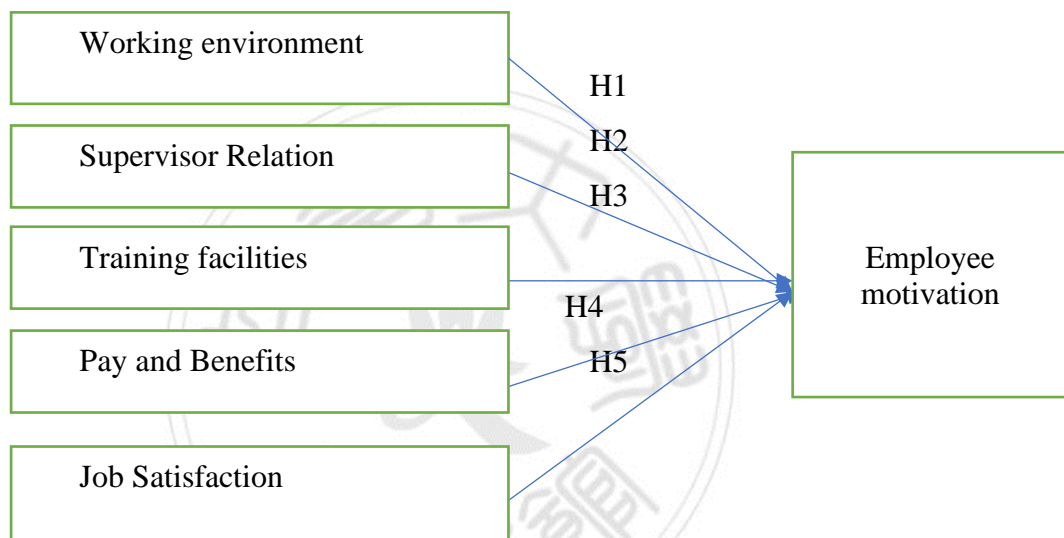 Working environment
H1
H2
Supervisor Relation
H3
Training facilities
Employee
motivation
H4
Pay and Benefits
H5
Job Satisfaction